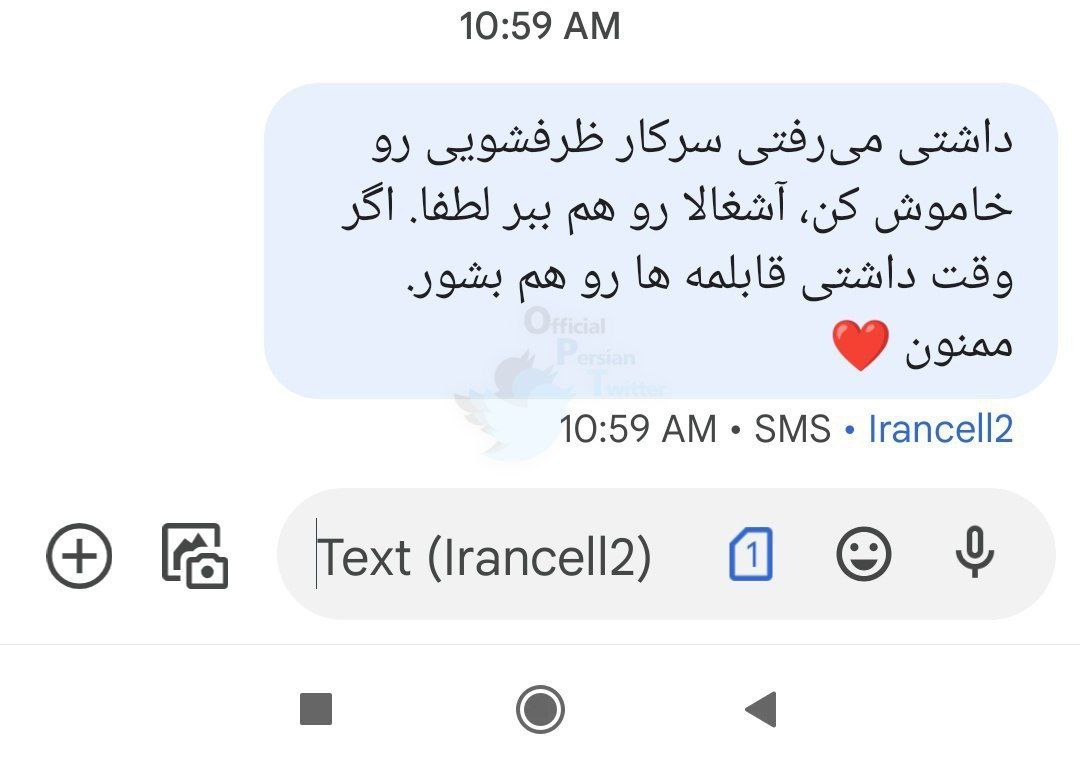 10:59 AM
داشتی می‌رفتی سرکار ظرفشویی رو
خاموش کن، آشغالا رو هم ببر لطفا. اگر
وقت داشتی قابلمه ها رو هم بشور.
ممنون ❤️
Official
Persian
Twitter
10:59 AM • SMS • Irancell2
Text (Irancell2)
1